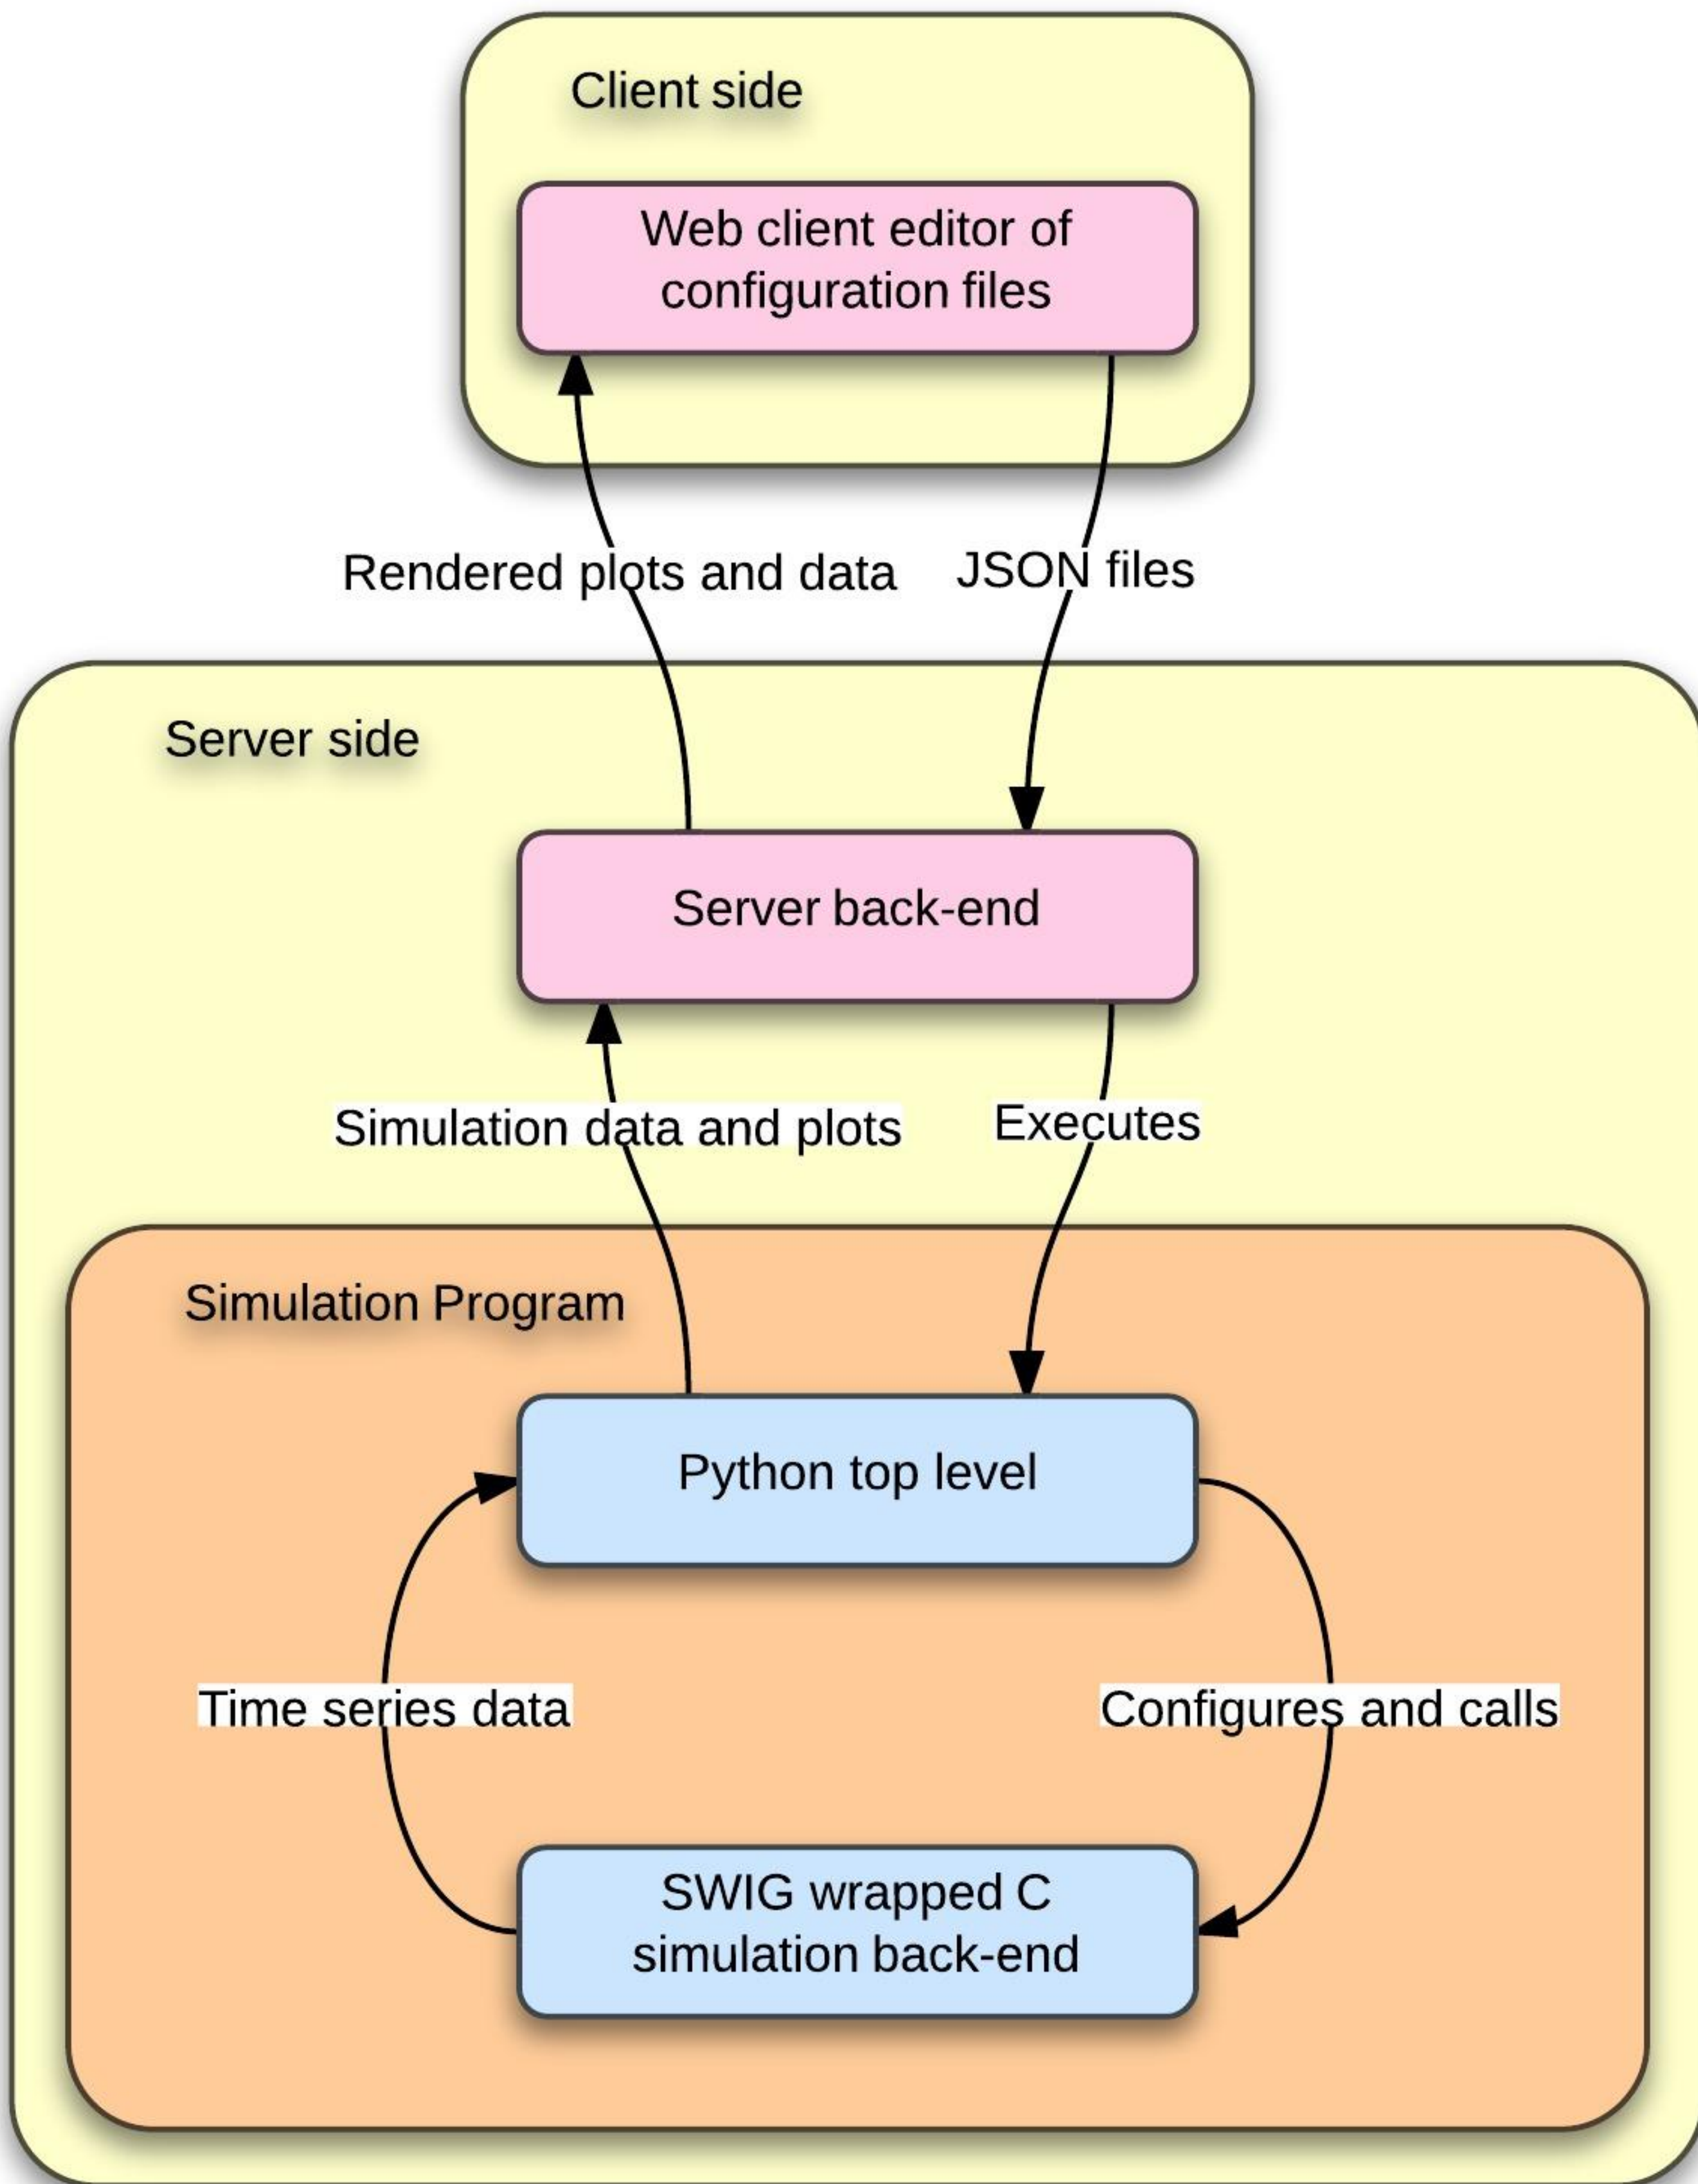 Client side
Web client editor of
configuration files
Rendered plots and data
JSON files
Server side
Server back-end
Simulation data and plots
Executes
Simulation Program
Python top level
Time series data
Configures and calls
SWIG wrapped C
simulation back-end